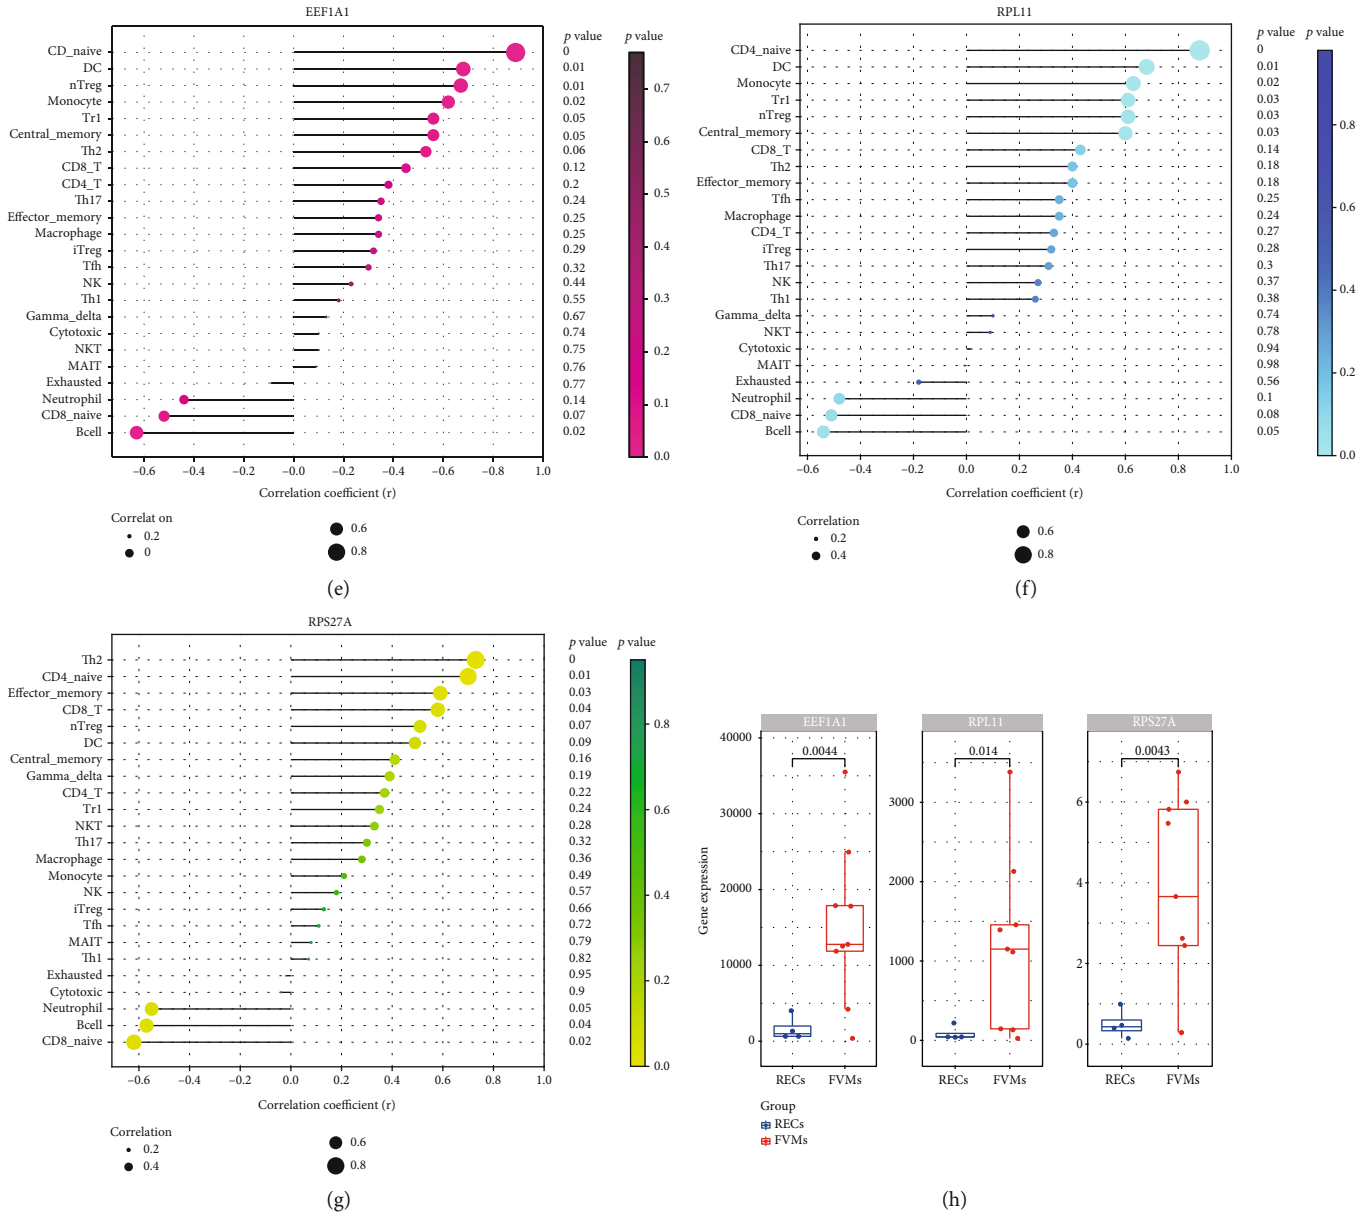 EEF1A1
p value p value
CD_naive 0
DC 0.01
nTreg 0.01
Monocyte 0.02
Tr1 0.05
Central_memory 0.05
Th2 0.06
CD8_T 0.12
CD4_T 0.2
Th17 0.24
Effector_memory 0.25
Macrophage 0.25
iTreg 0.29
Tfh 0.32
NK 0.44
Th1 0.55
Gamma_delta 0.67
Cytotoxic 0.74
NKT 0.75
MAIT 0.76
Exhausted 0.77
Neutrophil 0.14
CD8_naive 0.07
Bcell 0.02
0.7
0.6
0.5
0.4
0.3
0.2
0.1
0.0
−0.6 −0.4 −0.0 −0.2 −0.4 −0.6 −0.8 1.0
Correlation coefficient (r)
Correlat on
0.2
0
0.6
0.8
(e)
RPL11
p value p value
CD4_naive 0
DC 0.01
Monocyte 0.02
Tr1 0.03
nTreg 0.03
Central_memory 0.03
CD8_T 0.14
Th2 0.18
Effector_memory 0.18
Tfh 0.25
Macrophage 0.24
CD4_T 0.27
iTreg 0.28
Th17 0.3
NK 0.37
Th1 0.38
Gamma_delta 0.74
NKT 0.78
Cytotoxic 0.94
MAIT 0.98
Exhausted 0.56
Neutrophil 0.1
CD8_naive 0.08
Bcell 0.05
0.8
0.6
0.4
0.2
0.0
−0.6 −0.4 −0.2 0.0 0.2 0.4 0.6 0.8 1.0
Correlation coefficient (r)
Correlation
0.2
0.4
0.6
0.8
(f)
RPS27A
p value p value
Th2 0
CD4_naive 0.01
Effector_memory 0.03
CD8_T 0.04
nTreg 0.07
DC 0.09
Central_memory 0.16
Gamma_delta 0.19
CD4_T 0.22
Tr1 0.24
NKT 0.28
Th17 0.32
Macrophage 0.36
Monocyte 0.49
NK 0.57
iTreg 0.66
Tfh 0.72
MAIT 0.79
Th1 0.82
Exhausted 0.95
Cytotoxic 0.9
Neutrophil 0.05
Bcell 0.04
CD8_naive 0.02
0.8
0.6
0.4
0.2
0.0
−0.6 −0.4 −0.2 0.0 0.2 0.4 0.6 0.8 1.0
Correlation coefficient (r)
Correlation
0.2
0.4
0.6
0.8
(g)
EEF1A1 RPL11 RPS27A
0.0044 0.014 0.0043
Gene expression
40000
30000
20000
10000
0
3000
2000
1000
0
6
4
2
0
RECs FVMs RECs FVMs RECs FVMs
Group
RECs
FVMs
(h)